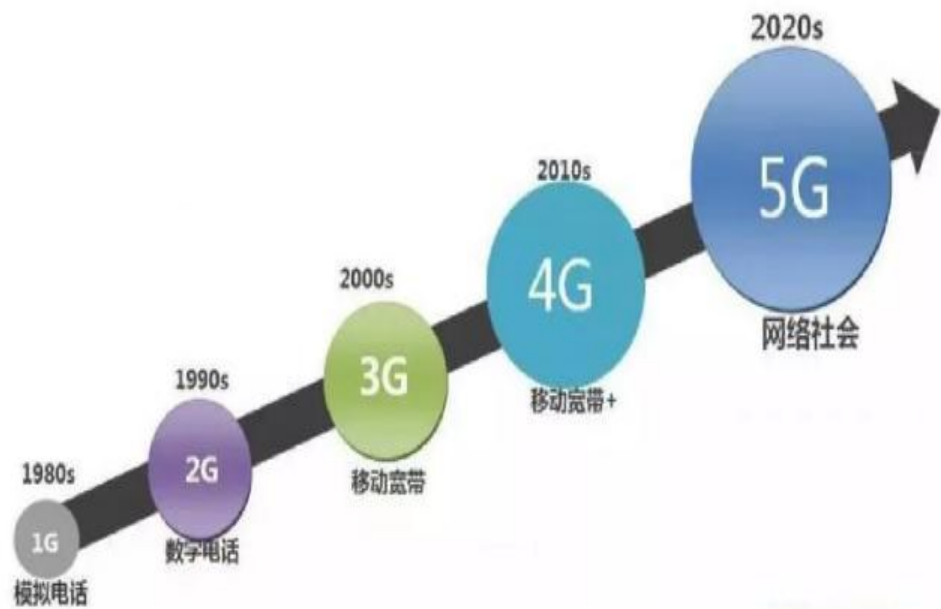 1980s
1G
模拟电话
1990s
2G
数字电话
2000s
3G
移动宽带
2010s
4G
移动宽带+
2020s
5G
网络社会